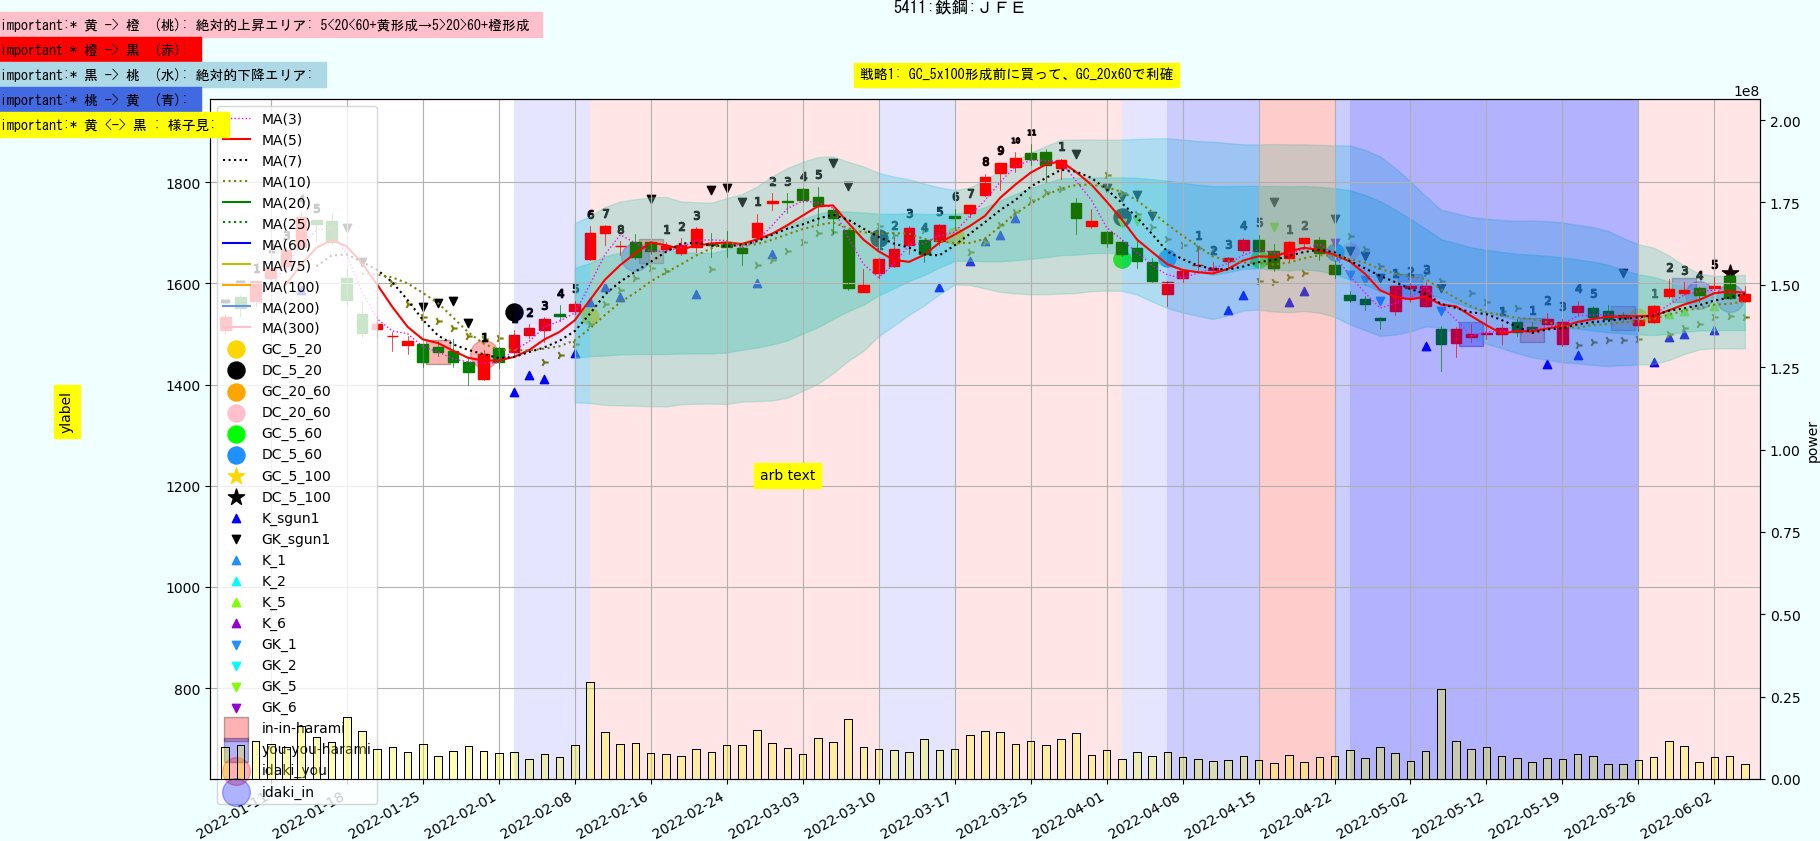 5411:鉄鋼:ＪＦＥ
important:* 黄 -> 橙 （桃）: 絶対的上昇エリア: 5<20<60+黄形成→5>20>60+橙形成
important:* 橙 -> 黒 （赤）:
important:* 黒 -> 桃 （水）: 絶対的下降エリア:
important:* 桃 -> 黄 （青）:
important:* 黄 <-> 黒 : 様子見:
戦略1: GC_5x100形成前に買って、GC_20x60で利確
1e8
MA(3)
MA(5)
MA(7)
MA(10)
MA(20)
MA(25)
MA(60)
MA(75)
MA(100)
MA(200)
MA(300)
GC_5_20
DC_5_20
GC_20_60
DC_20_60
GC_5_60
DC_5_60
GC_5_100
DC_5_100
K_sgun1
GK_sgun1
K_1
K_2
K_5
K_6
GK_1
GK_2
GK_5
GK_6
in-in-harami
you-you-harami
idaki_you
idaki_in
1800
1600
1400
1200
1000
800
ylabel
arb text
2.00
1.75
1.50
1.25
1.00
0.75
0.50
0.25
0.00
power
2022-01-11
2022-01-18
2022-01-25
2022-02-01
2022-02-08
2022-02-16
2022-02-24
2022-03-03
2022-03-10
2022-03-17
2022-03-25
2022-04-01
2022-04-08
2022-04-15
2022-04-22
2022-05-02
2022-05-12
2022-05-19
2022-05-26
2022-06-02